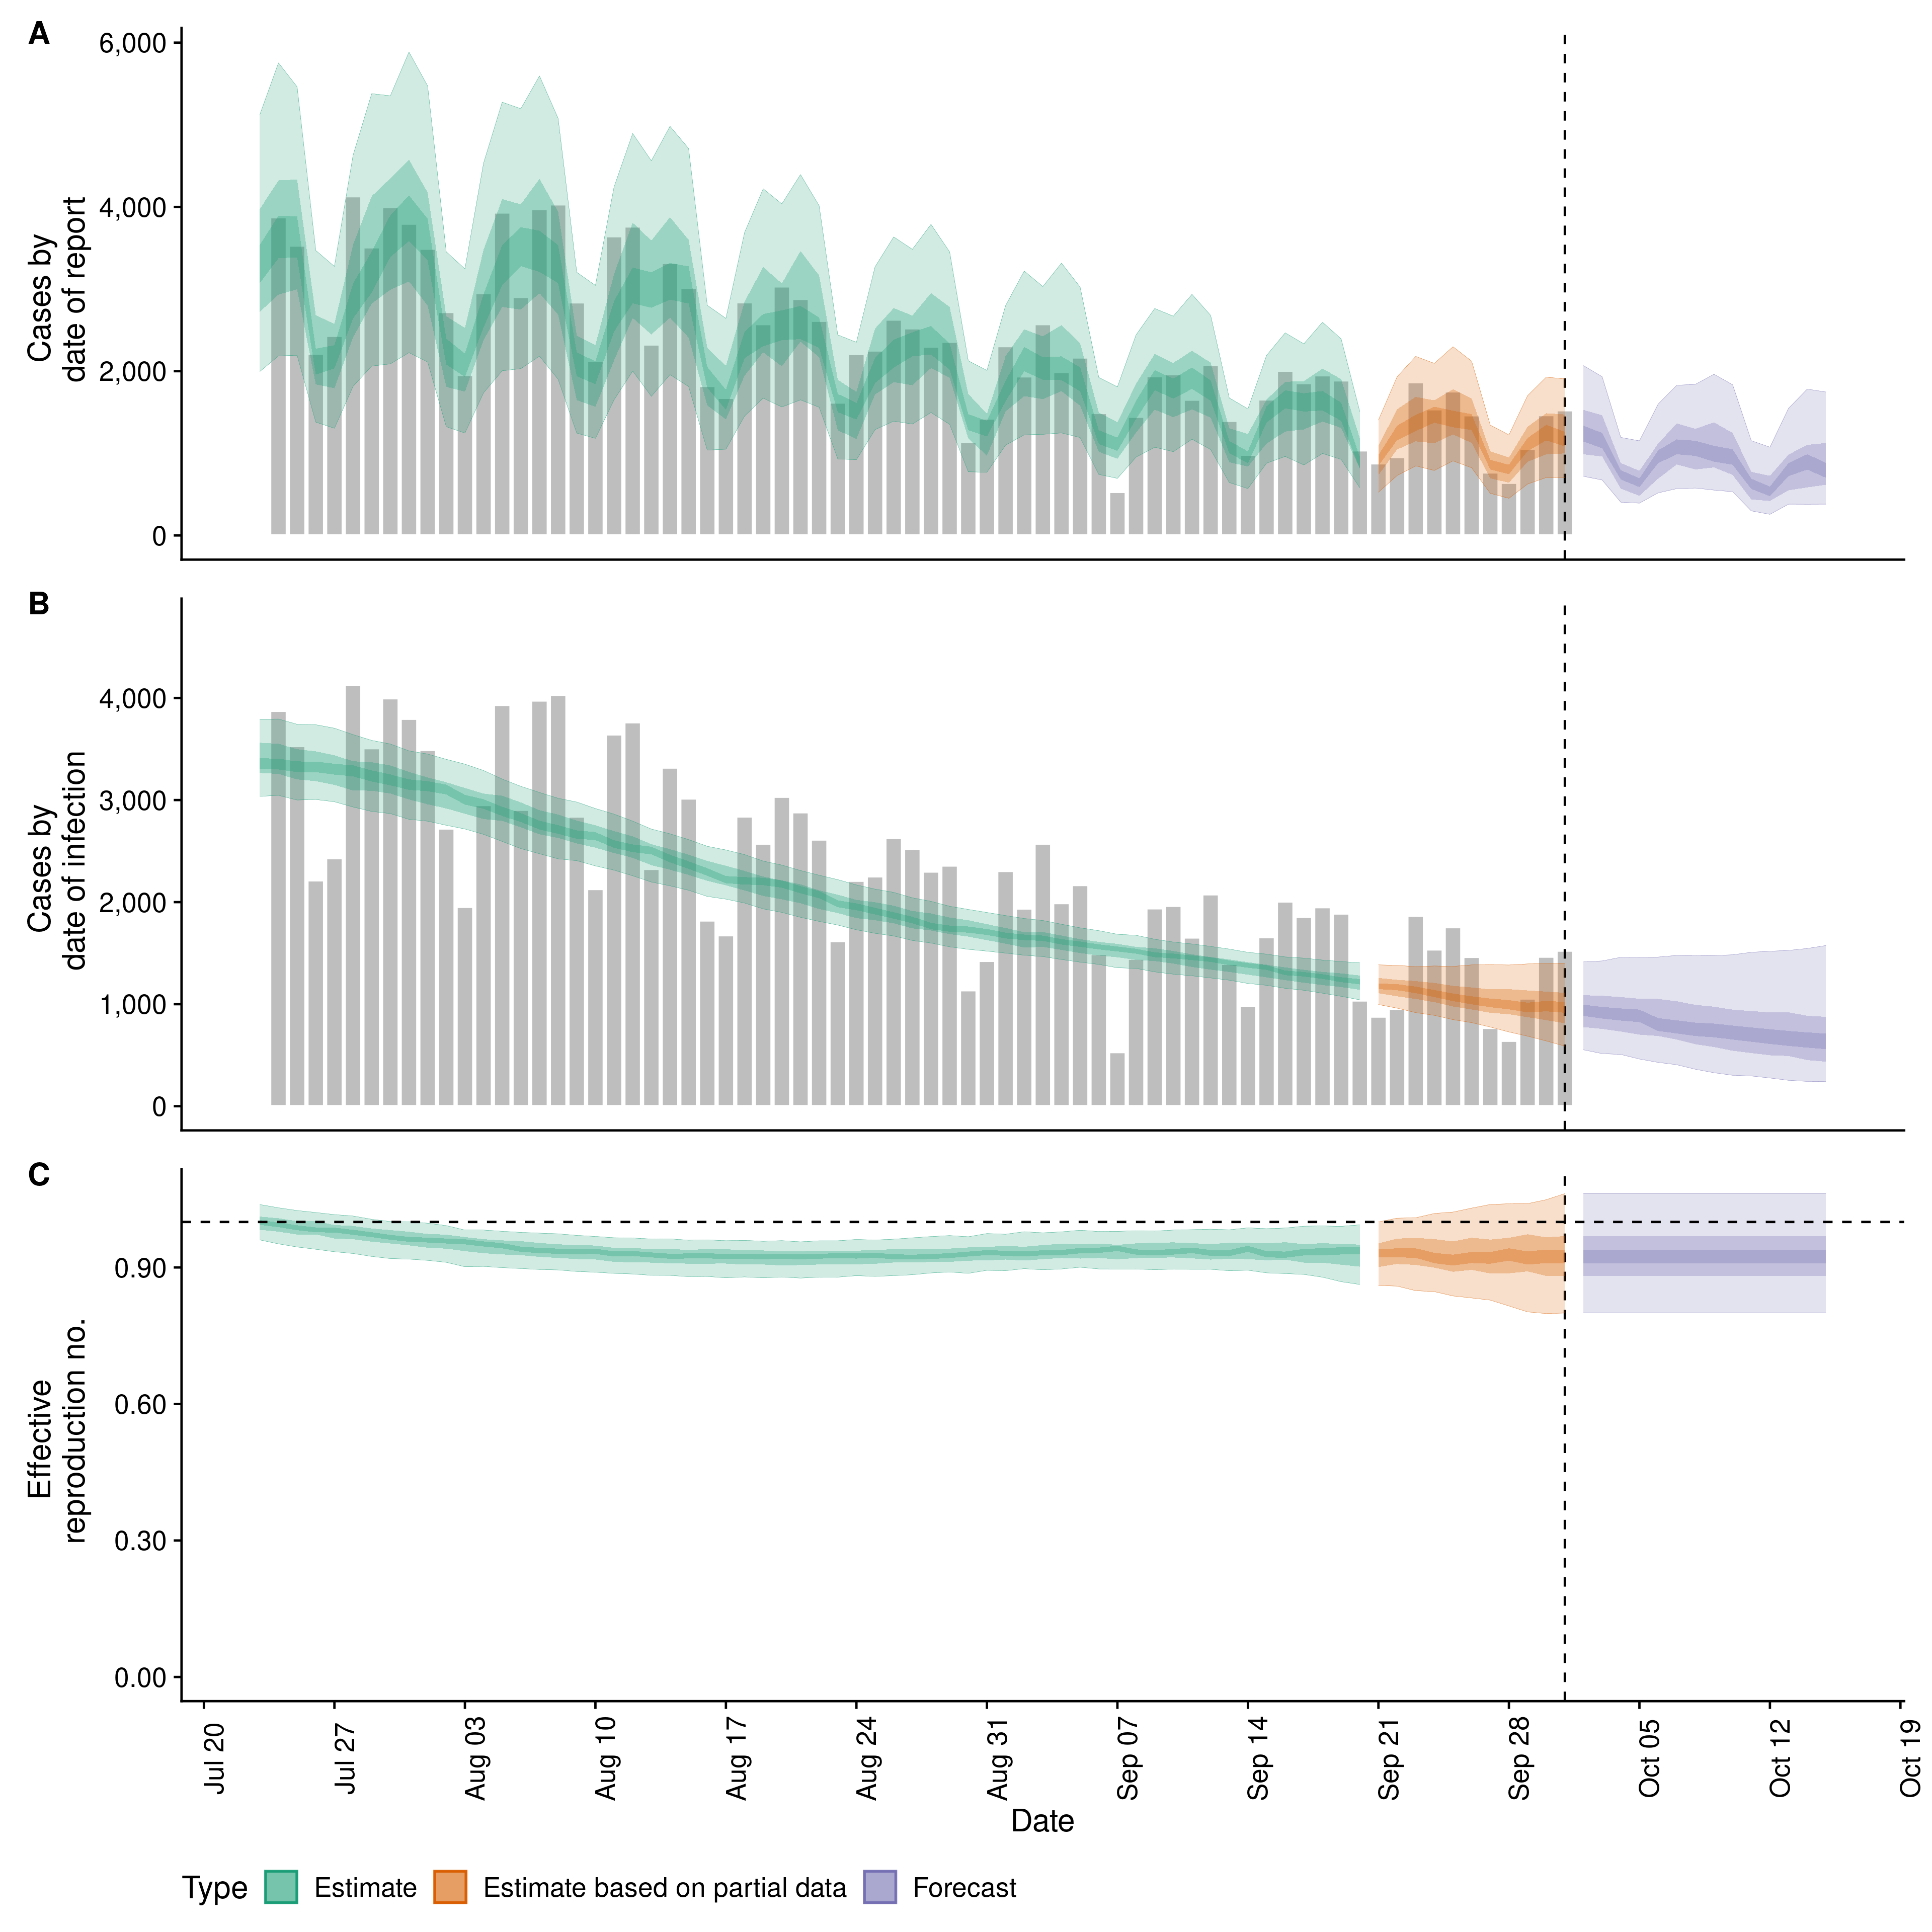 A
Cases by
date of report
6,000
4,000
2,000
0
B
Cases by
date of infection
4,000
3,000
2,000
1,000
0
C
Effective
reproduction no.
0.90
0.60
0.30
0.00
Jul 20
Jul 27
Aug 03
Aug 10
Aug 17
Aug 24
Aug 31
Sep 07
Sep 14
Sep 21
Sep 28
Oct 05
Oct 12
Oct 19
Date
Type Estimate Estimate based on partial data Forecast